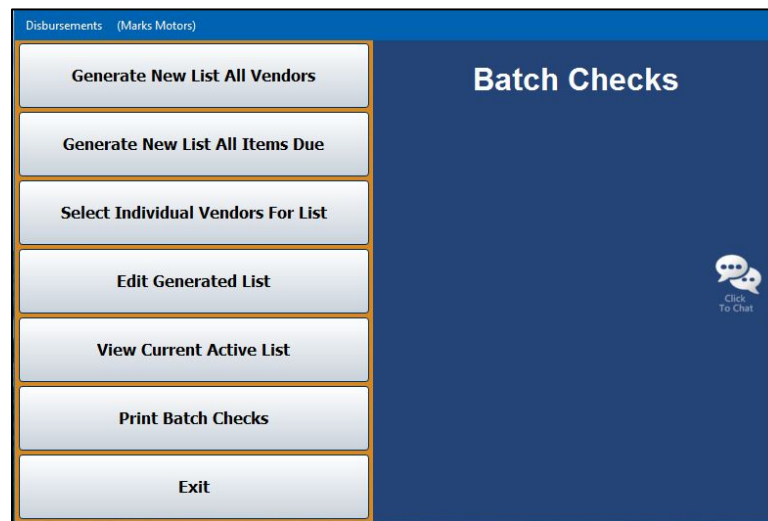 Disbursements (Marks Motors)
Generate New List All Vendors
Generate New List All Items Due
Select Individual Vendors For List
Edit Generated List
View Current Active List
Print Batch Checks
Exit
Batch Checks
Click
To Chat